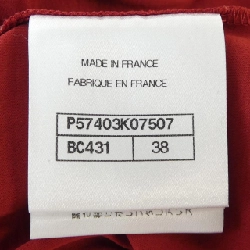 MADE IN FRANCE
FABRIQUE EN FRANCE
P57403K07507
BC431 38